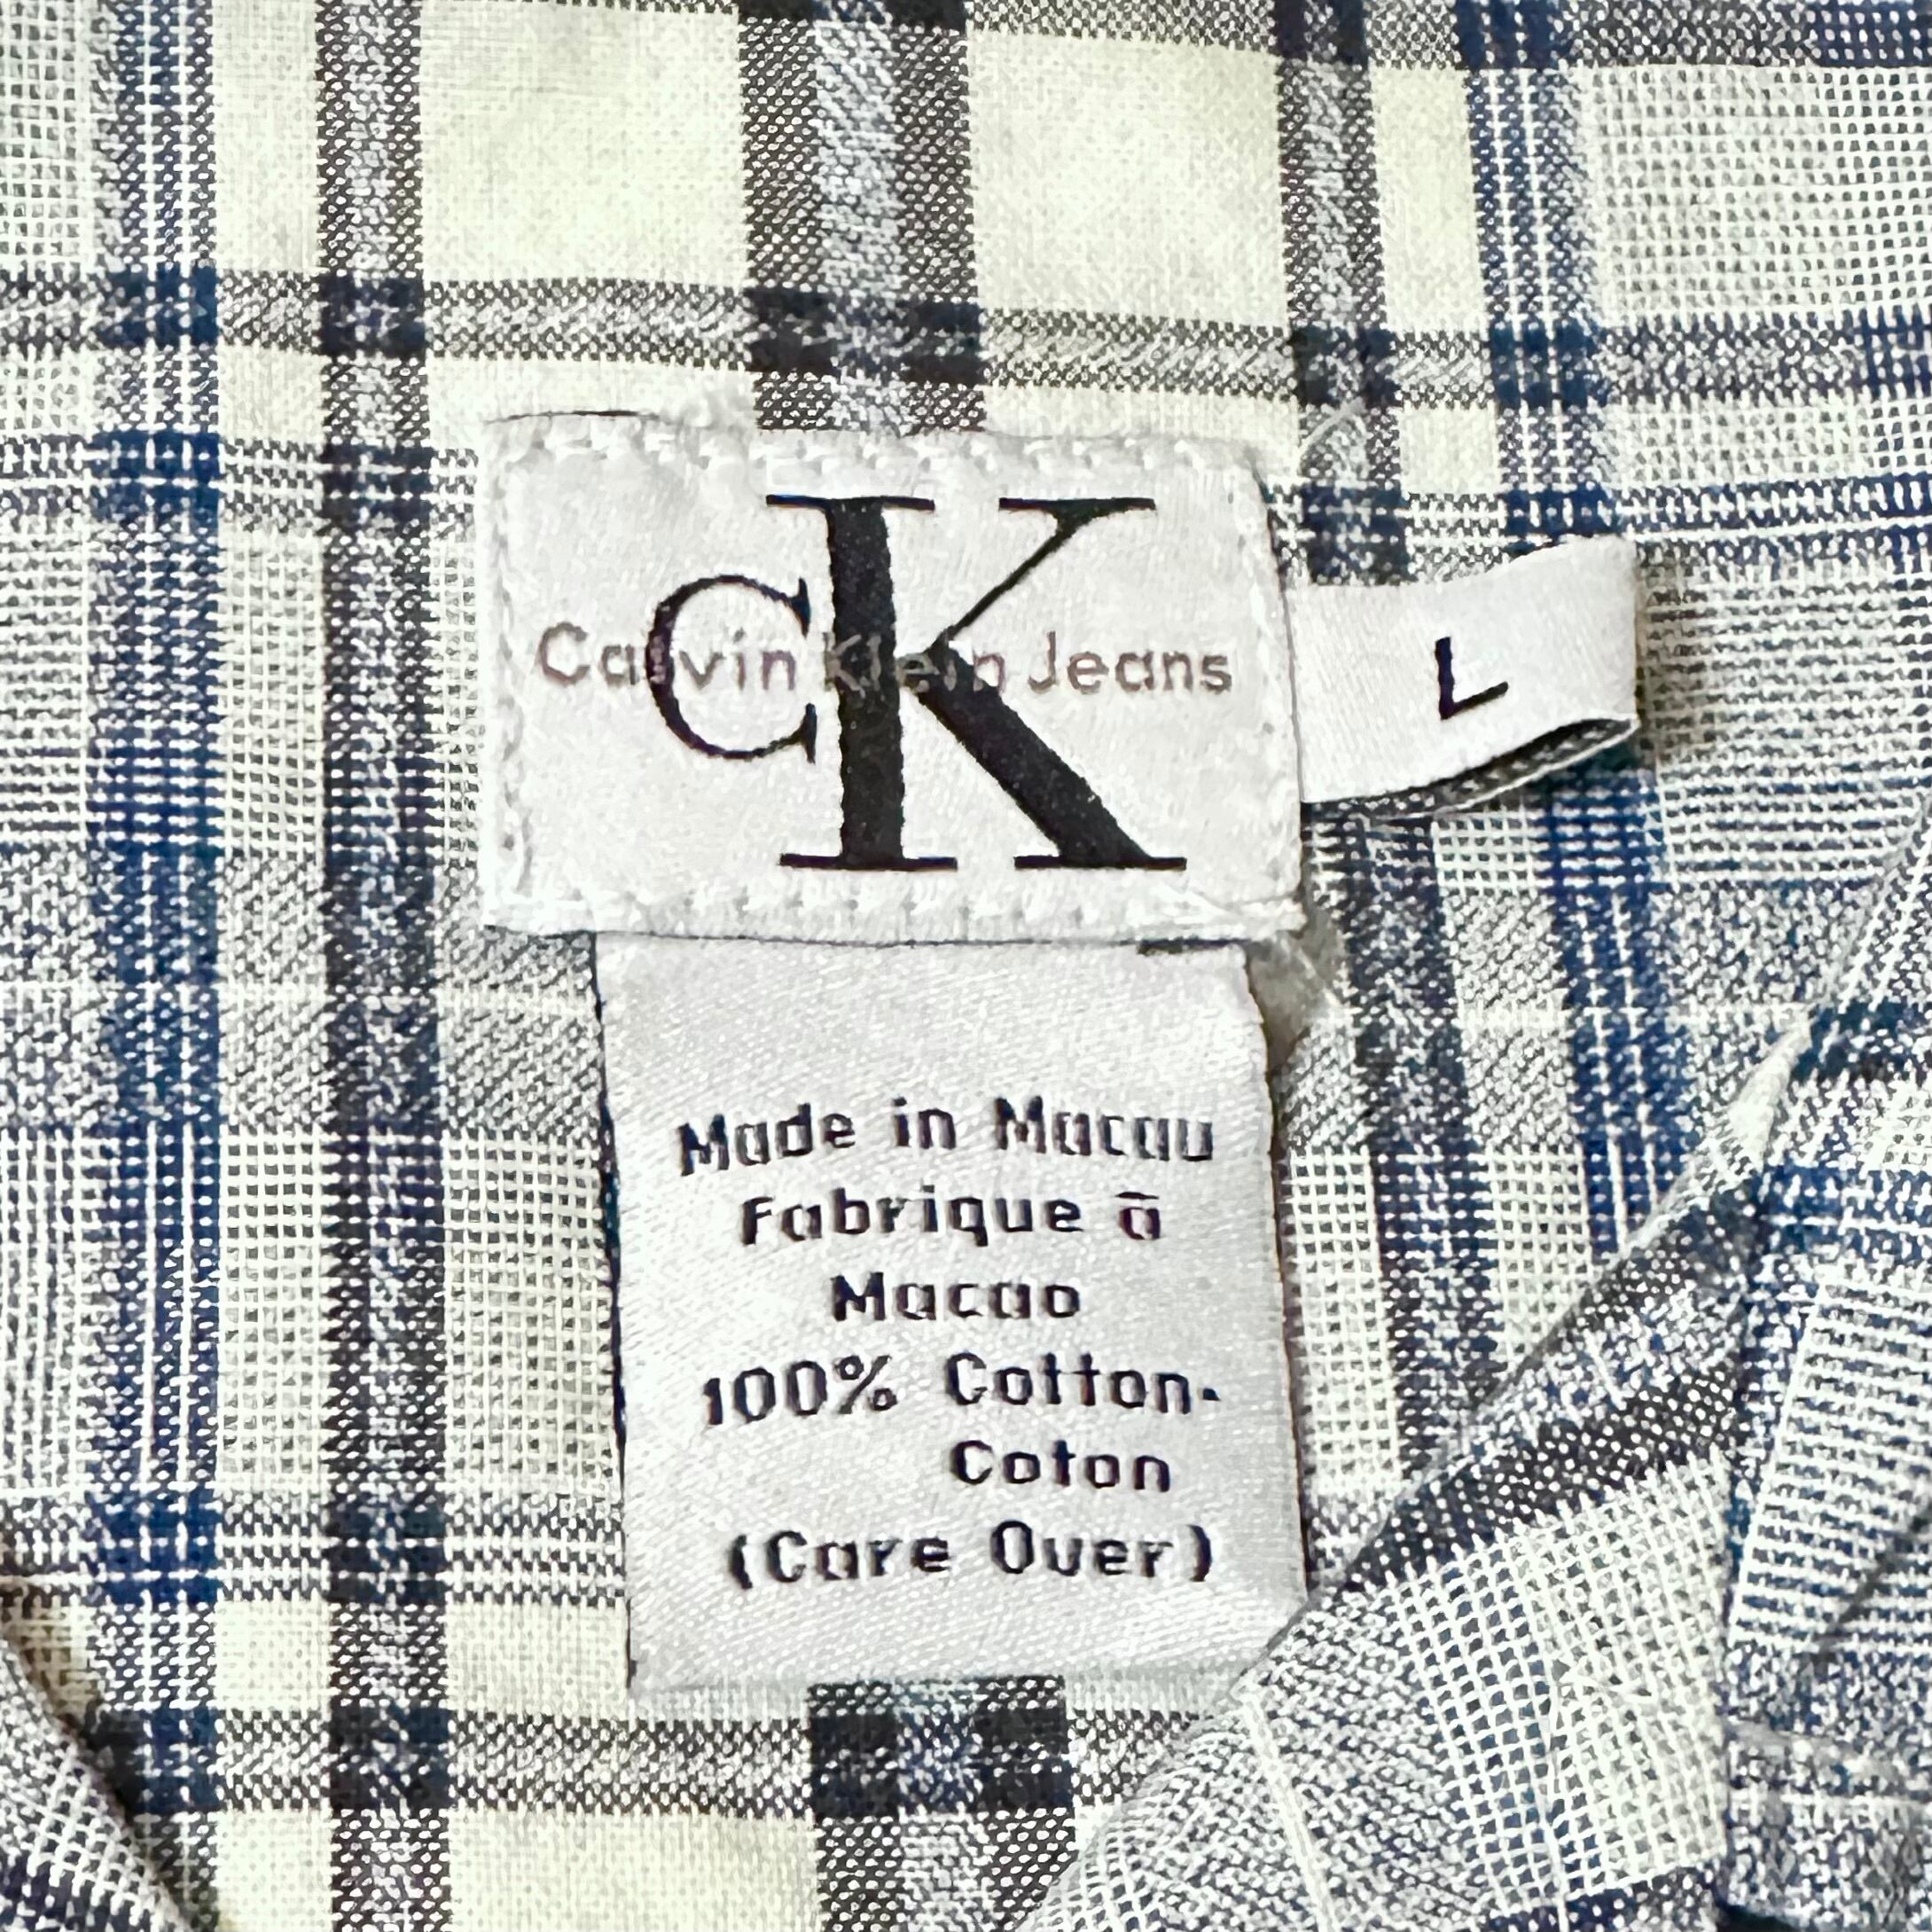 CK
Calvin Klein Jeans
L
Made in Macau
Fabrique ā
Macao
100% Cotton-
Coton
(Care Over)